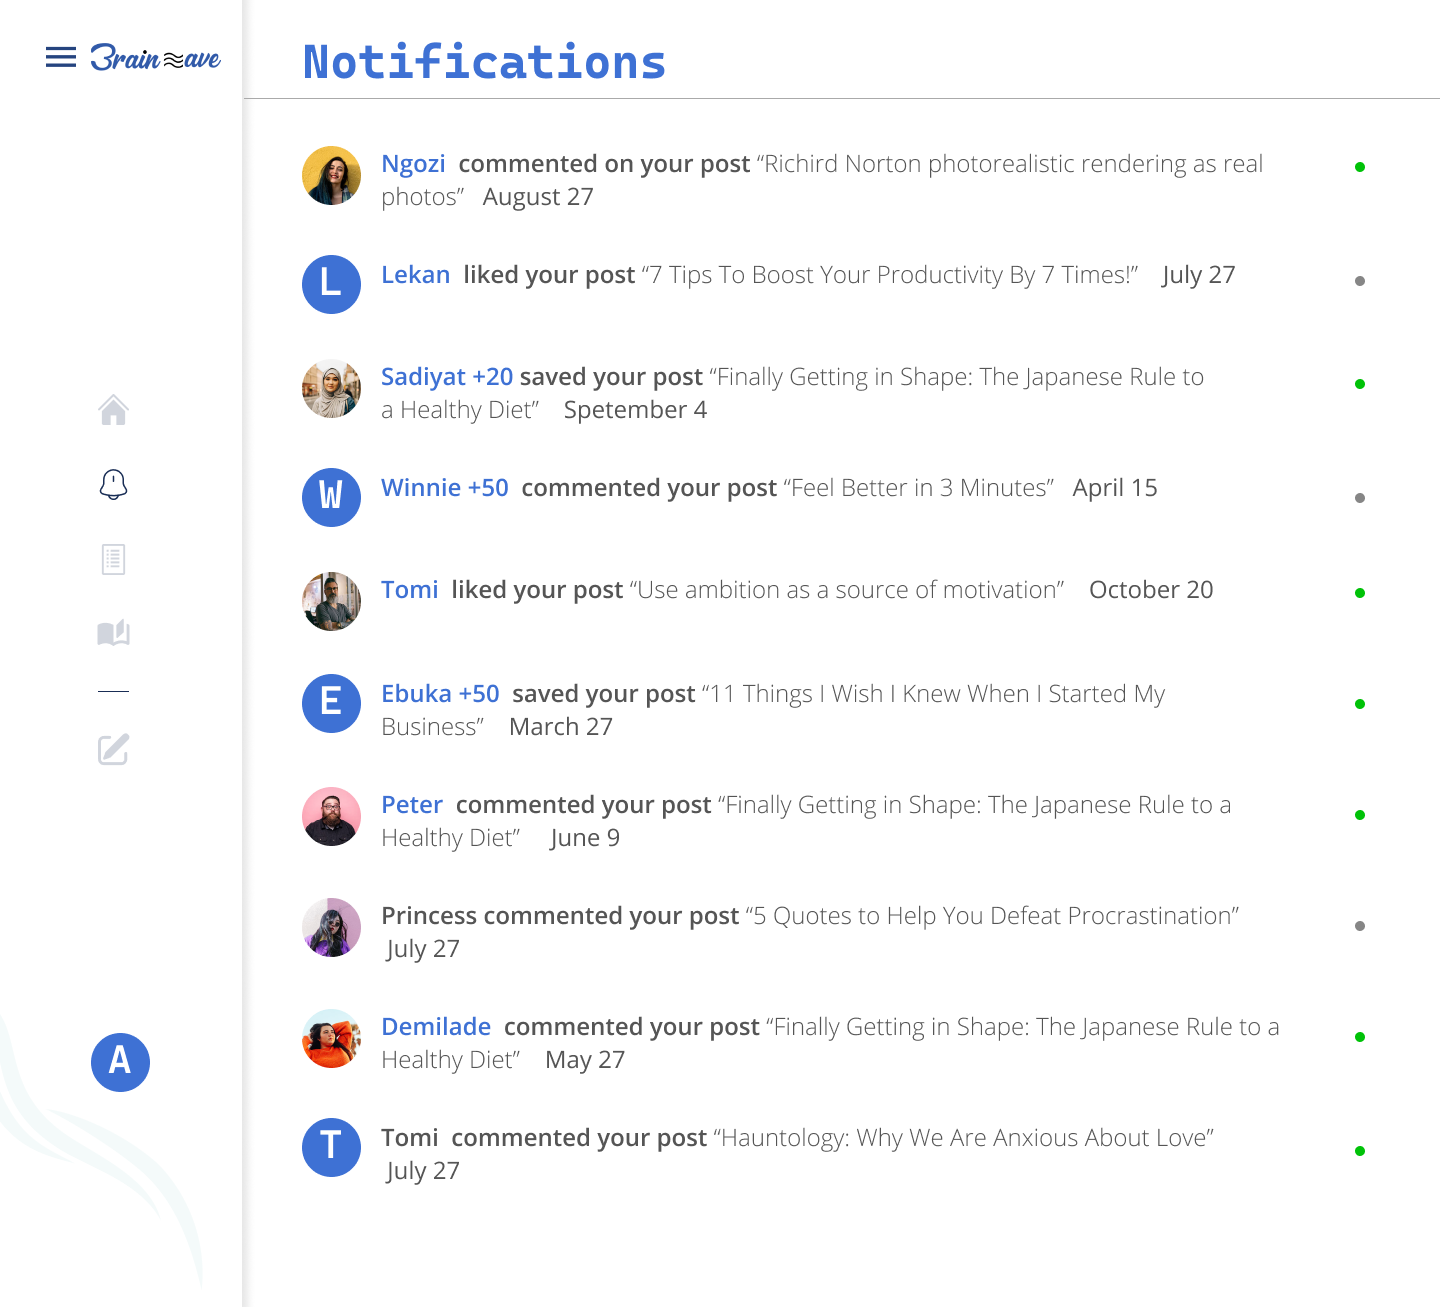 Brain wave
Notifications
Ngozi commented on your post “Richird Norton photorealistic rendering as real
photos” August 27
L
Lekan liked your post “7 Tips To Boost Your Productivity By 7 Times!” July 27
Sadiyat +20 saved your post “Finally Getting in Shape: The Japanese Rule to
a Healthy Diet” Spetember 4
W
Winnie +50 commented your post “Feel Better in 3 Minutes” April 15
Tomi liked your post “Use ambition as a source of motivation” October 20
E
Ebuka +50 saved your post “11 Things I Wish I Knew When I Started My
Business” March 27
Peter commented your post “Finally Getting in Shape: The Japanese Rule to a
Healthy Diet” June 9
Princess commented your post “5 Quotes to Help You Defeat Procrastination”
July 27
Demilade commented your post “Finally Getting in Shape: The Japanese Rule to a
Healthy Diet” May 27
A
T
Tomi commented your post “Hauntology: Why We Are Anxious About Love”
July 27